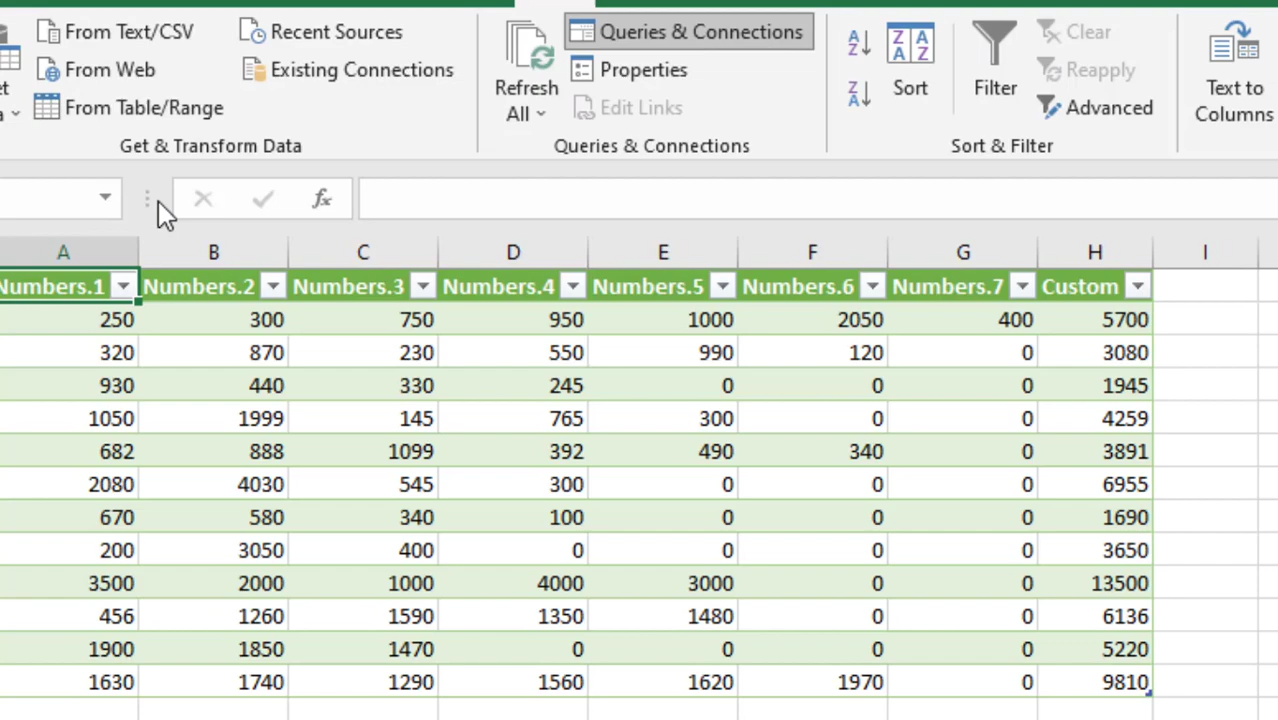 From Text/CSV
Recent Sources
Queries & Connections
Clear
From Web
Existing Connections
Refresh
All
Properties
Sort
Filter
Reapply
Text to
Columns
From Table/Range
Edit Links
Advanced
Get & Transform Data
Queries & Connections
Sort & Filter
fx
A B C D E F G H I
Numbers.1 Numbers.2 Numbers.3 Numbers.4 Numbers.5 Numbers.6 Numbers.7 Custom
250 300 750 950 1000 2050 400 5700
320 870 230 550 990 120 0 3080
930 440 330 245 0 0 0 1945
1050 1999 145 765 300 0 0 4259
682 888 1099 392 490 340 0 3891
2080 4030 545 300 0 0 0 6955
670 580 340 100 0 0 0 1690
200 3050 400 0 0 0 0 3650
3500 2000 1000 4000 3000 0 0 13500
456 1260 1590 1350 1480 0 0 6136
1900 1850 1470 0 0 0 0 5220
1630 1740 1290 1560 1620 1970 0 9810